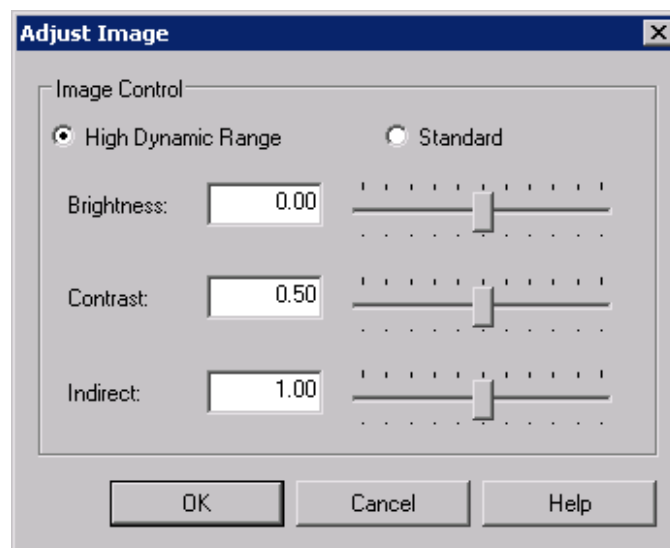 Adjust Image
Image Control
High Dynamic Range Standard
Brightness: 0.00
Contrast: 0.50
Indirect: 1.00
OK Cancel Help